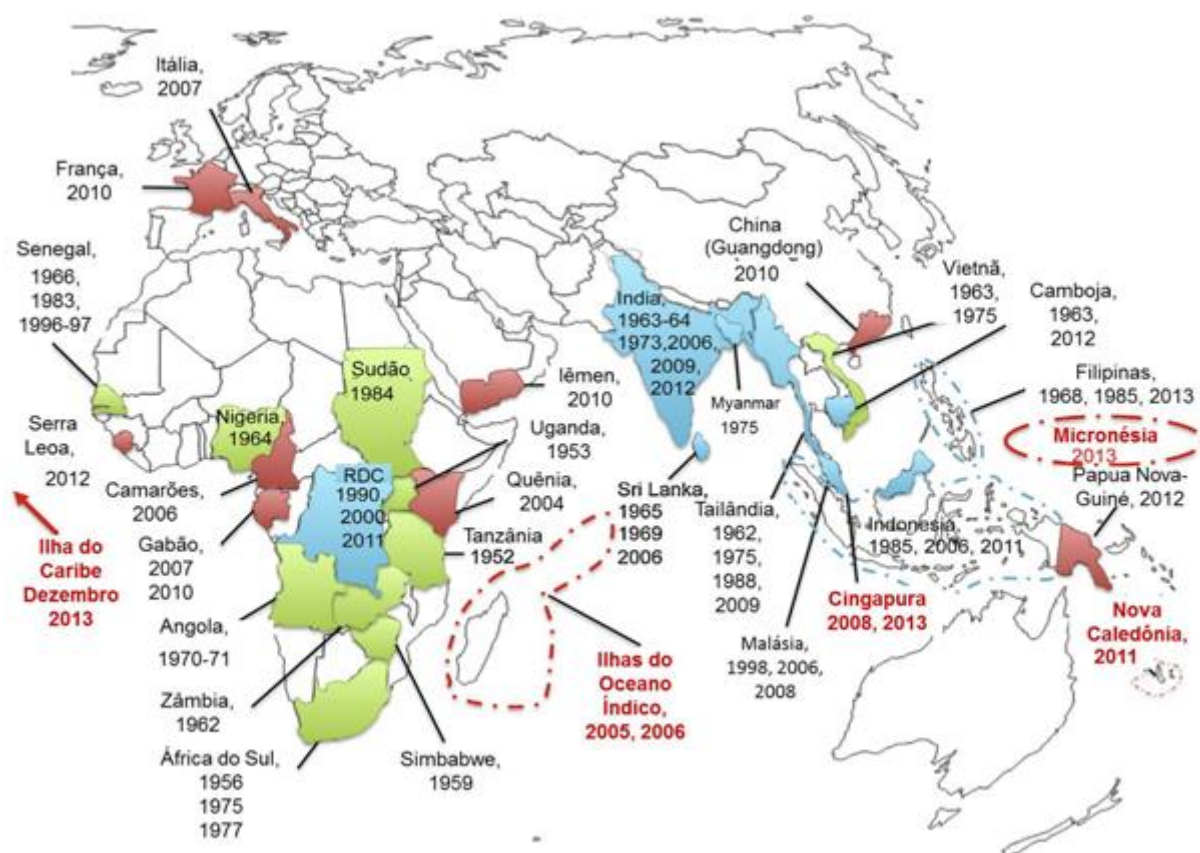 Itália,
2007
França,
2010
Senegal,
1966
1983,
1996-97
Serra
Leoa,
2012
Ilha do
Caribe
Dezembro
2013
Nigeria,
1964
Sudão
1984
Camarões,
2006
Gabão,
2007
2010
RDC
1990,
2000
2011
Angola,
1970-71
Zâmbia,
1962
África do Sul,
1956
1975
1977
Simbabwe,
1959
Iêmen,
2010
Uganda,
1953
Quênia,
2004
Tanzânia
1952
Ilhas do
Oceano
Índico,
2005, 2006
India,
1963-64
1973,2006,
2009,
2012
Myanmar
1975
Sri Lanka,
1965
1969
2006
Tailândia,
1962,
1975,
1988,
2009
Malásia,
1998, 2006,
2008
Cingapura
2008, 2013
Indonesia,
1985, 2006, 2011
China
(Guangdong)
2010
Vietnã,
1963,
1975
Camboja,
1963,
2012
Filipinas,
1968, 1985, 2013
Micronésia
2013
Papua Nova-
Guiné, 2012
Nova
Caledônia,
2011